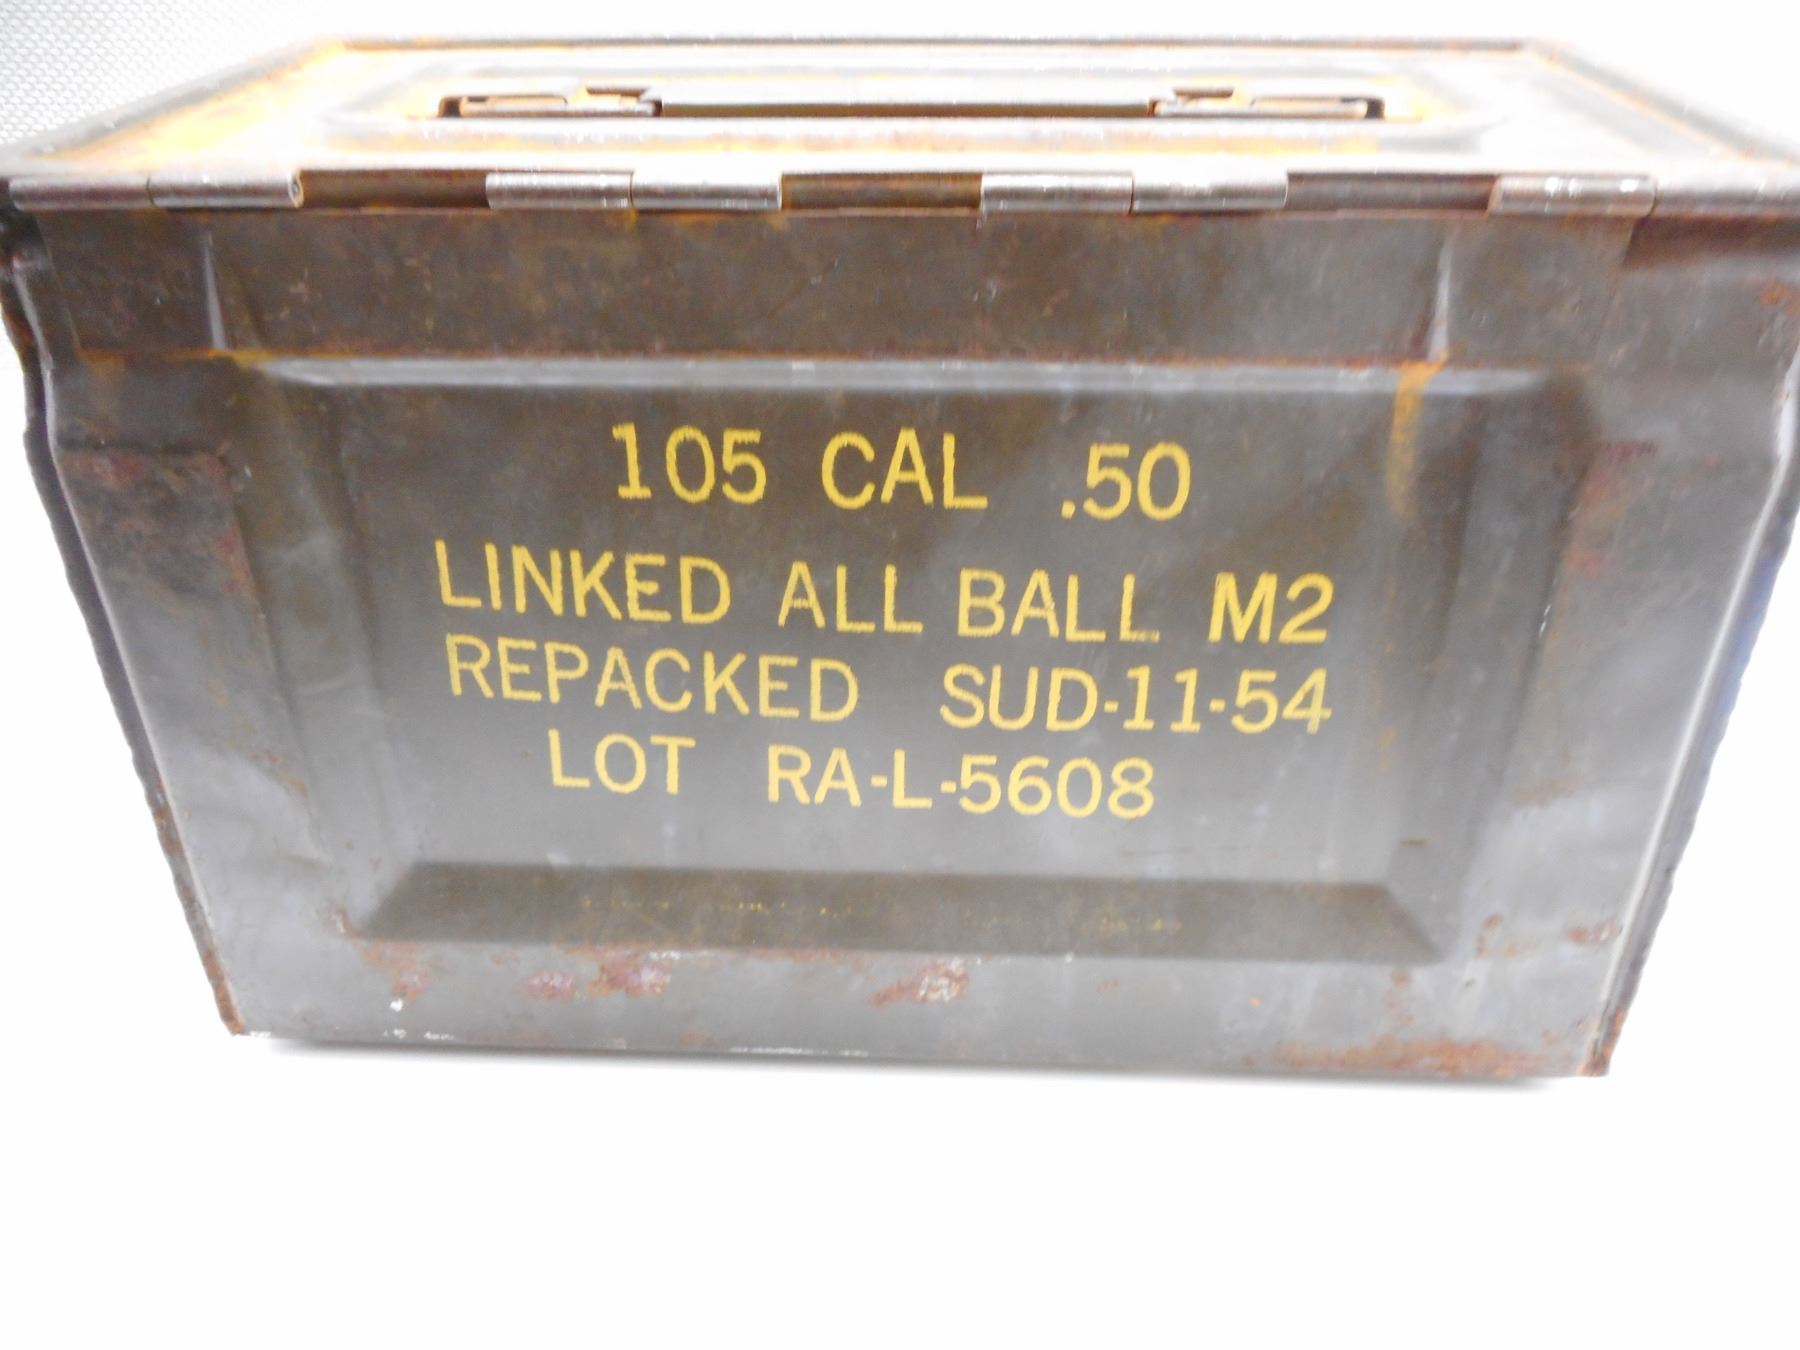 105 CAL .50
LINKED ALL BALL M2
REPACKED SUD-11-54
LOT RA-L-5608